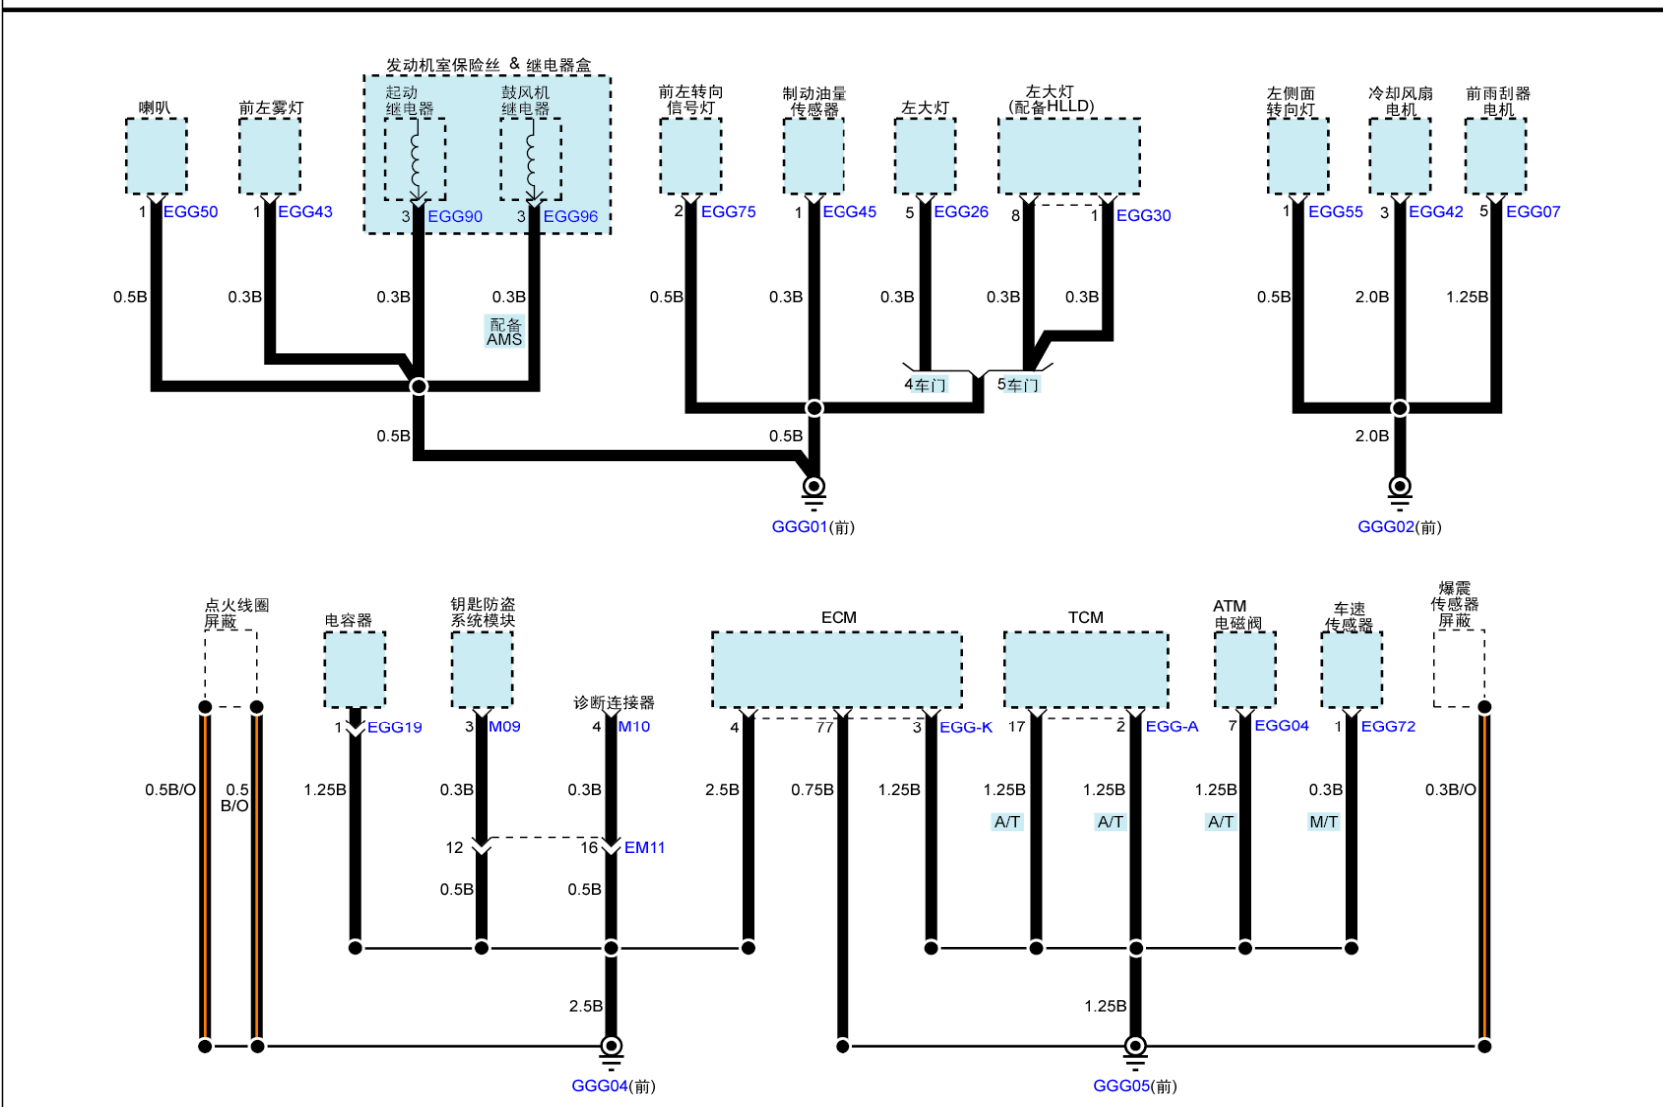 发动机室保险丝 & 继电器盒
喇叭
前左雾灯
起动
继电器
鼓风机
继电器
前左转向
信号灯
制动油量
传感器
左大灯
左大灯
(配备HLLD)
左侧面
转向灯
冷却风扇
电机
前雨刮器
电机
1 EGG50
1 EGG43
3 EGG90
3 EGG96
2 EGG75
1 EGG45
5 EGG26
8
1 EGG30
1 EGG55
3 EGG42
5 EGG07
0.5B
0.3B
0.3B
0.3B
0.5B
0.3B
0.3B
0.3B
0.3B
0.5B
2.0B
1.25B
配备
AMS
4车门
5车门
0.5B
0.5B
2.0B
GGG01(前)
GGG02(前)
点火线圈
屏蔽
电容器
钥匙防盗
系统模块
诊断连接器
ECM
TCM
ATM
电磁阀
车速
传感器
爆震
传感器
屏蔽
1 EGG19
3 M09
4 M10
4
77
3 EGG-K
17
2 EGG-A
7 EGG04
1 EGG72
0.5B/O
0.5
B/O
1.25B
0.3B
0.3B
2.5B
0.75B
1.25B
1.25B
1.25B
1.25B
0.3B
0.3B/O
A/T
A/T
A/T
M/T
12
16 EM11
0.5B
0.5B
2.5B
1.25B
GGG04(前)
GGG05(前)